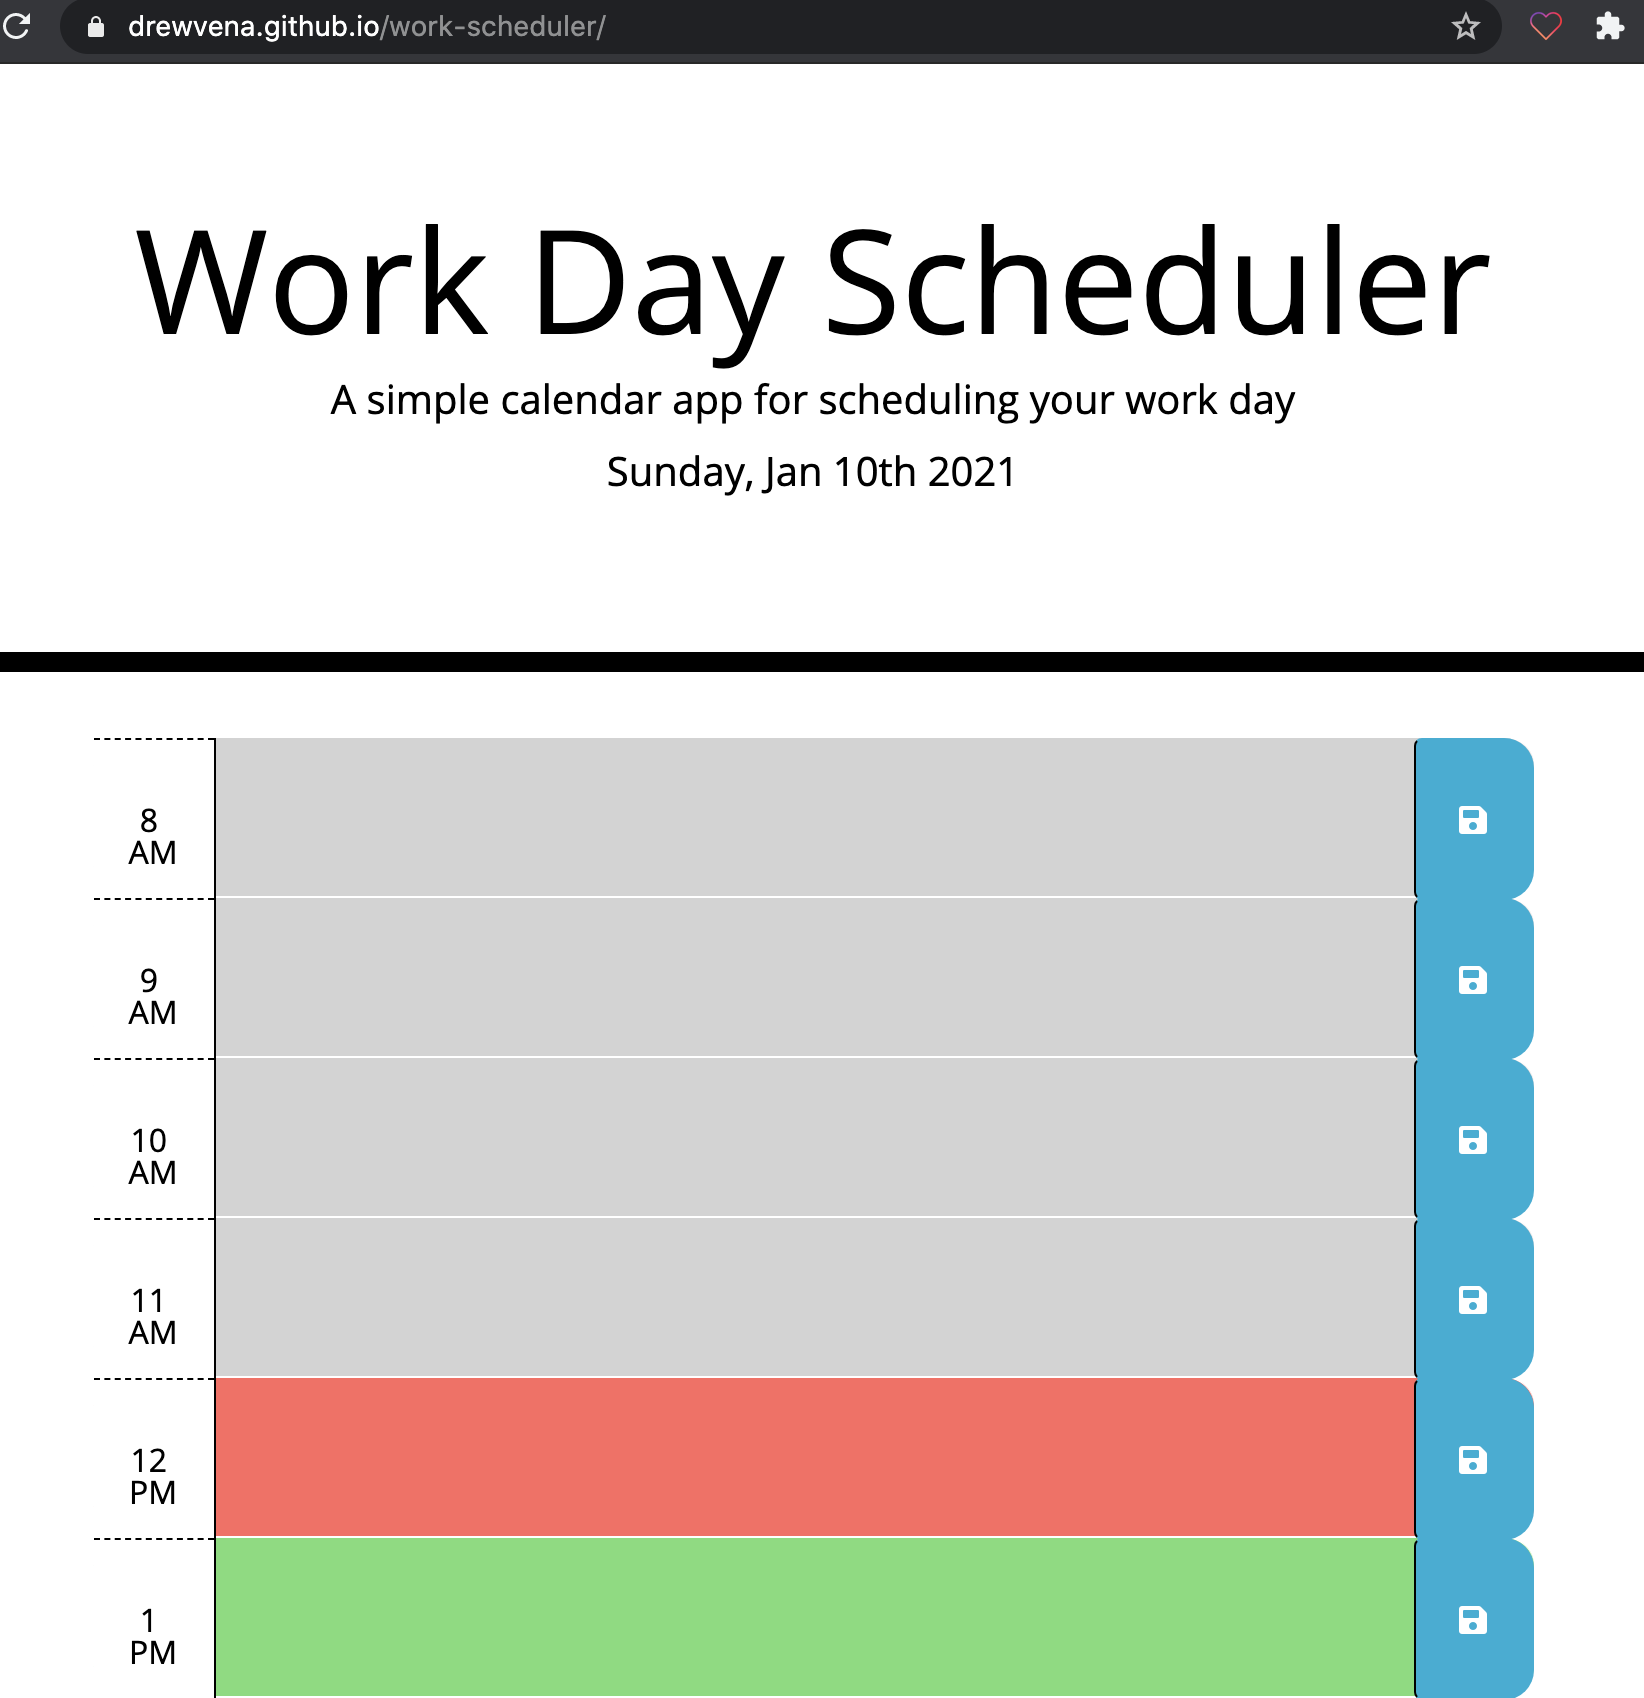 drewvena.github.io/work-scheduler/
Work Day Scheduler
A simple calendar app for scheduling your work day
Sunday, Jan 10th 2021
8
AM
9
AM
10
AM
11
AM
12
PM
1
PM